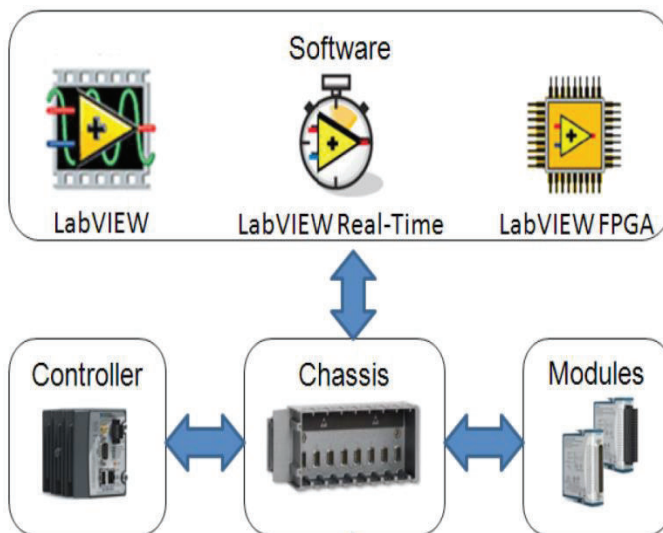 Software
LabVIEW
LabVIEW Real-Time
LabVIEW FPGA
Controller
Chassis
Modules